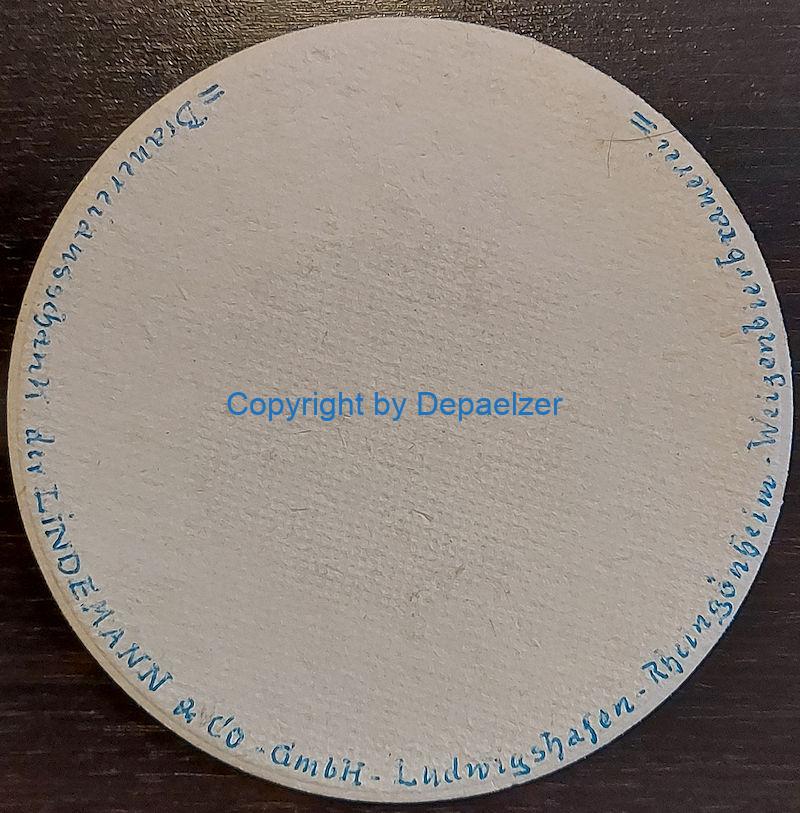 "Brauereiausschank der LINDEMANN & CO - GmbH - Ludwigshafen - Rheingönheim - Weizenbierbrauerei"
Copyright by Depaelzer